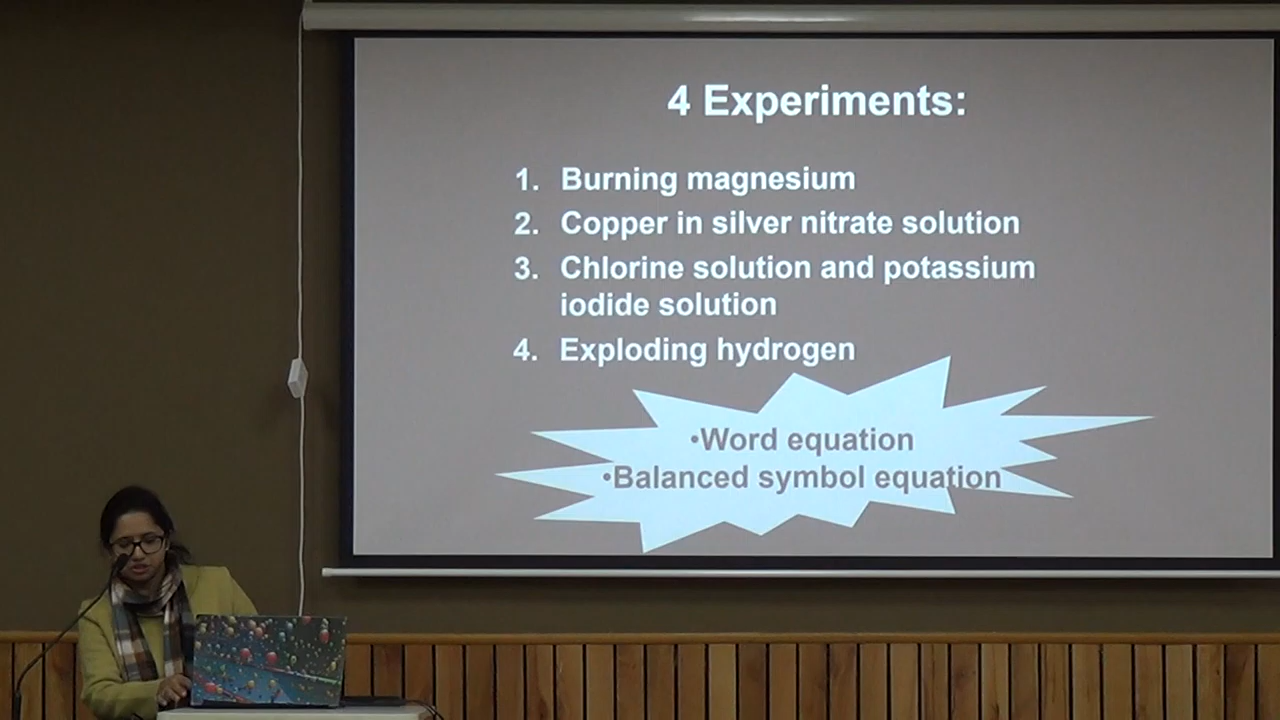 4 Experiments:
1. Burning magnesium
2. Copper in silver nitrate solution
3. Chlorine solution and potassium
iodide solution
4. Exploding hydrogen
•Word equation
•Balanced symbol equation